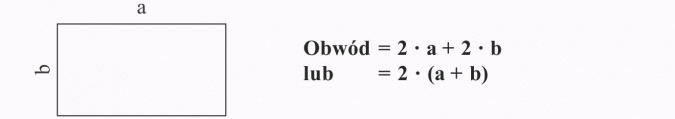 a
b
Obwód = 2 · a + 2 · b
lub = 2 · (a + b)